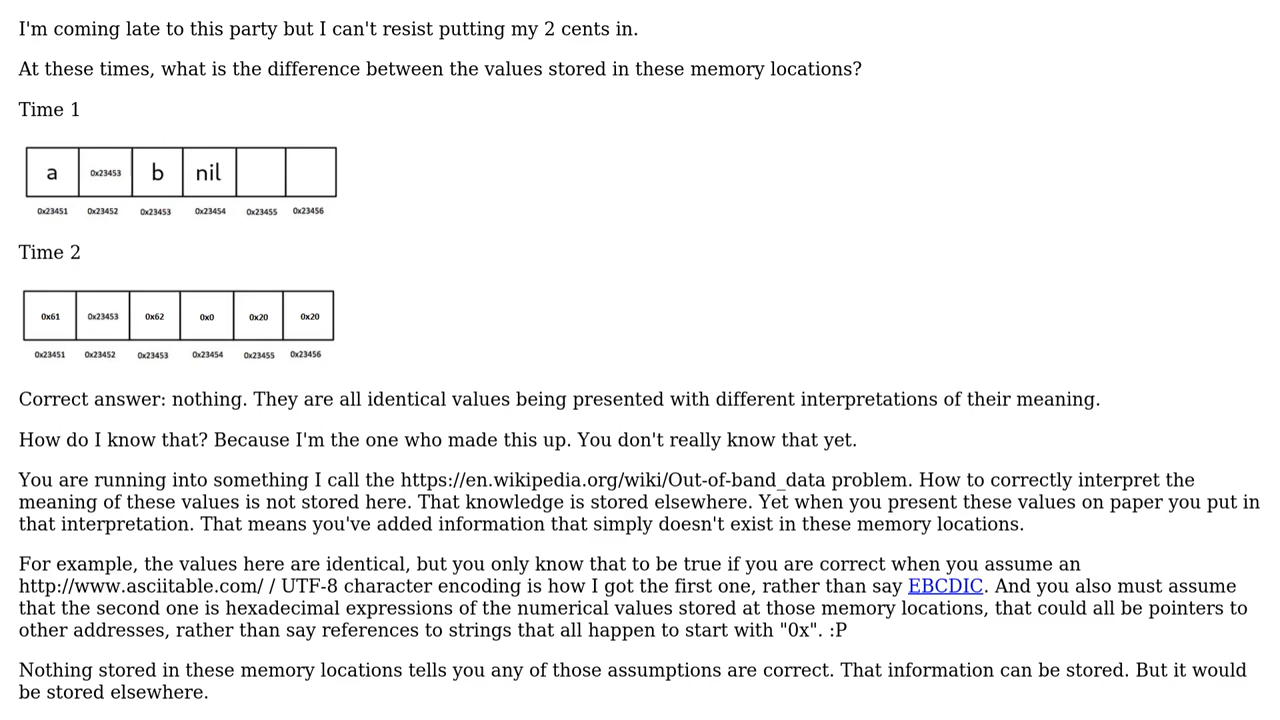 I'm coming late to this party but I can't resist putting my 2 cents in.
At these times, what is the difference between the values stored in these memory locations?
Time 1
a 0x23453 b nil
0x23451 0x23452 0x23453 0x23454 0x23455 0x23456
Time 2
0x61 0x23453 0x62 0x0 0x20 0x20
0x23451 0x23452 0x23453 0x23454 0x23455 0x23456
Correct answer: nothing. They are all identical values being presented with different interpretations of their meaning.
How do I know that? Because I'm the one who made this up. You don't really know that yet.
You are running into something I call the https://en.wikipedia.org/wiki/Out-of-band_data problem. How to correctly interpret the
meaning of these values is not stored here. That knowledge is stored elsewhere. Yet when you present these values on paper you put in
that interpretation. That means you've added information that simply doesn't exist in these memory locations.
For example, the values here are identical, but you only know that to be true if you are correct when you assume an
http://www.asciitable.com/ / UTF-8 character encoding is how I got the first one, rather than say EBCDIC. And you also must assume
that the second one is hexadecimal expressions of the numerical values stored at those memory locations, that could all be pointers to
other addresses, rather than say references to strings that all happen to start with "0x". :P
Nothing stored in these memory locations tells you any of those assumptions are correct. That information can be stored. But it would
be stored elsewhere.